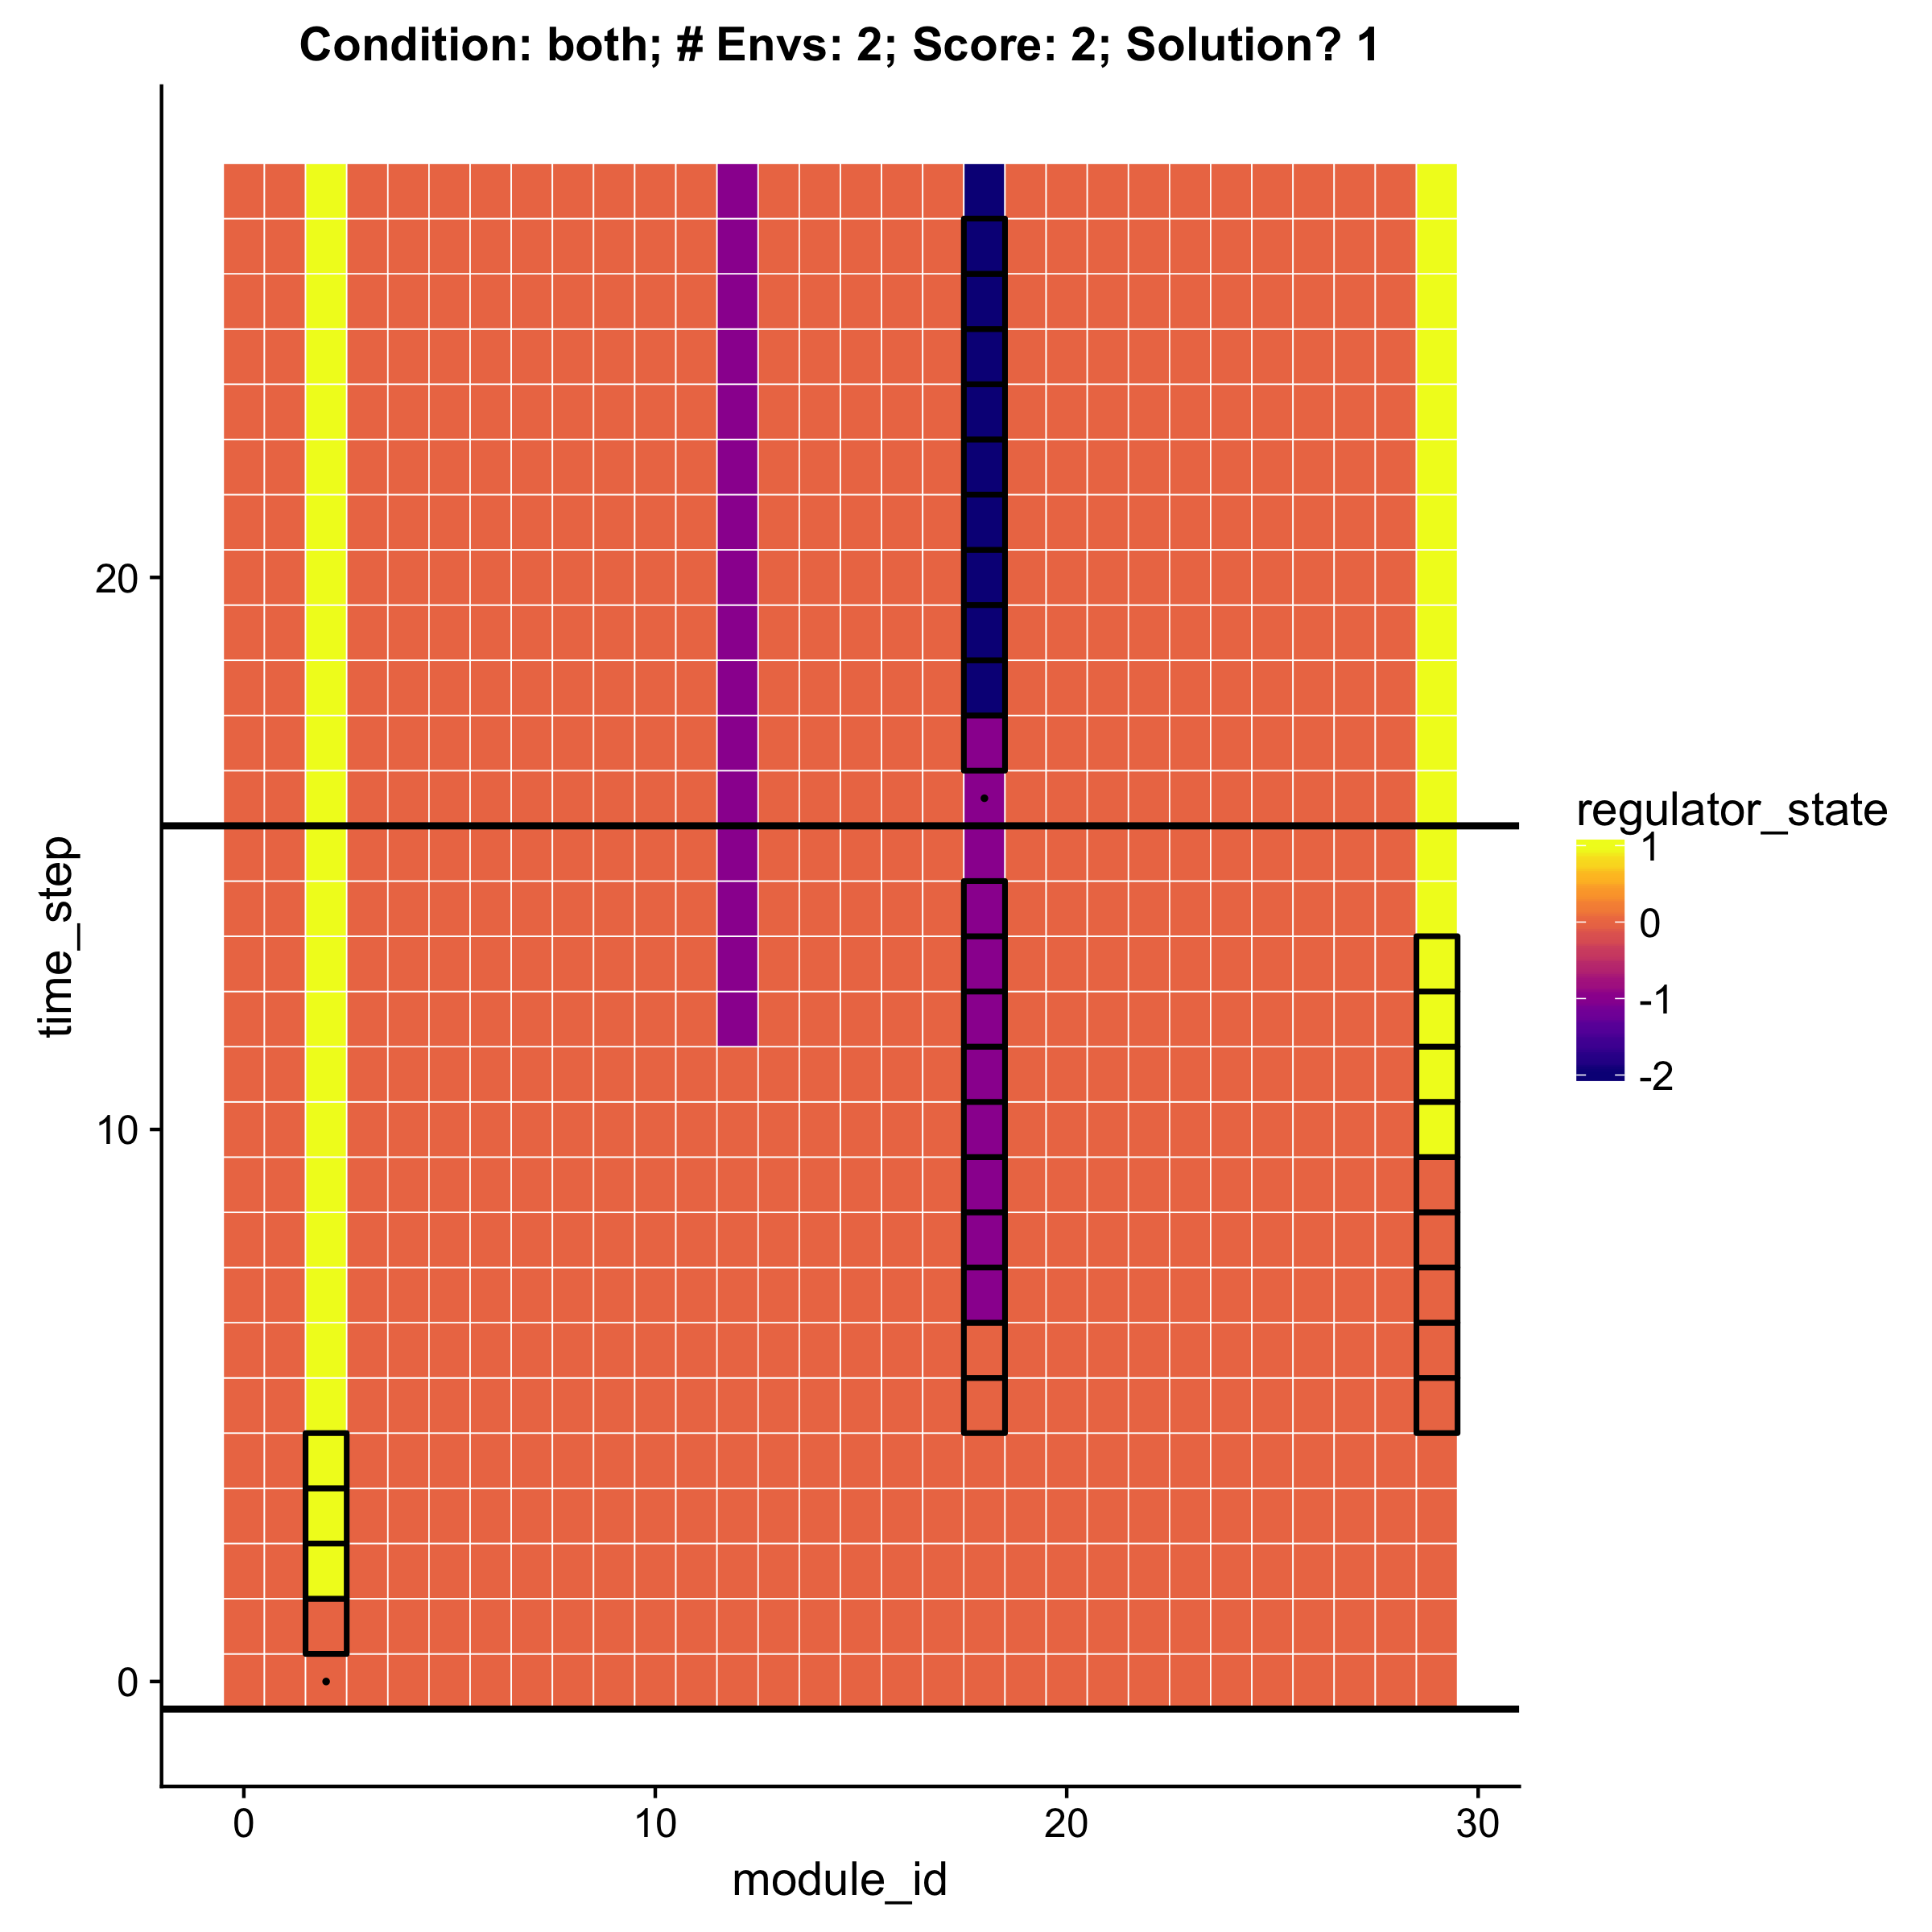 Condition: both; # Envs: 2; Score: 2; Solution? 1
time_step
20
10
0
0
10
20
30
module_id
regulator_state
1
0
-1
-2